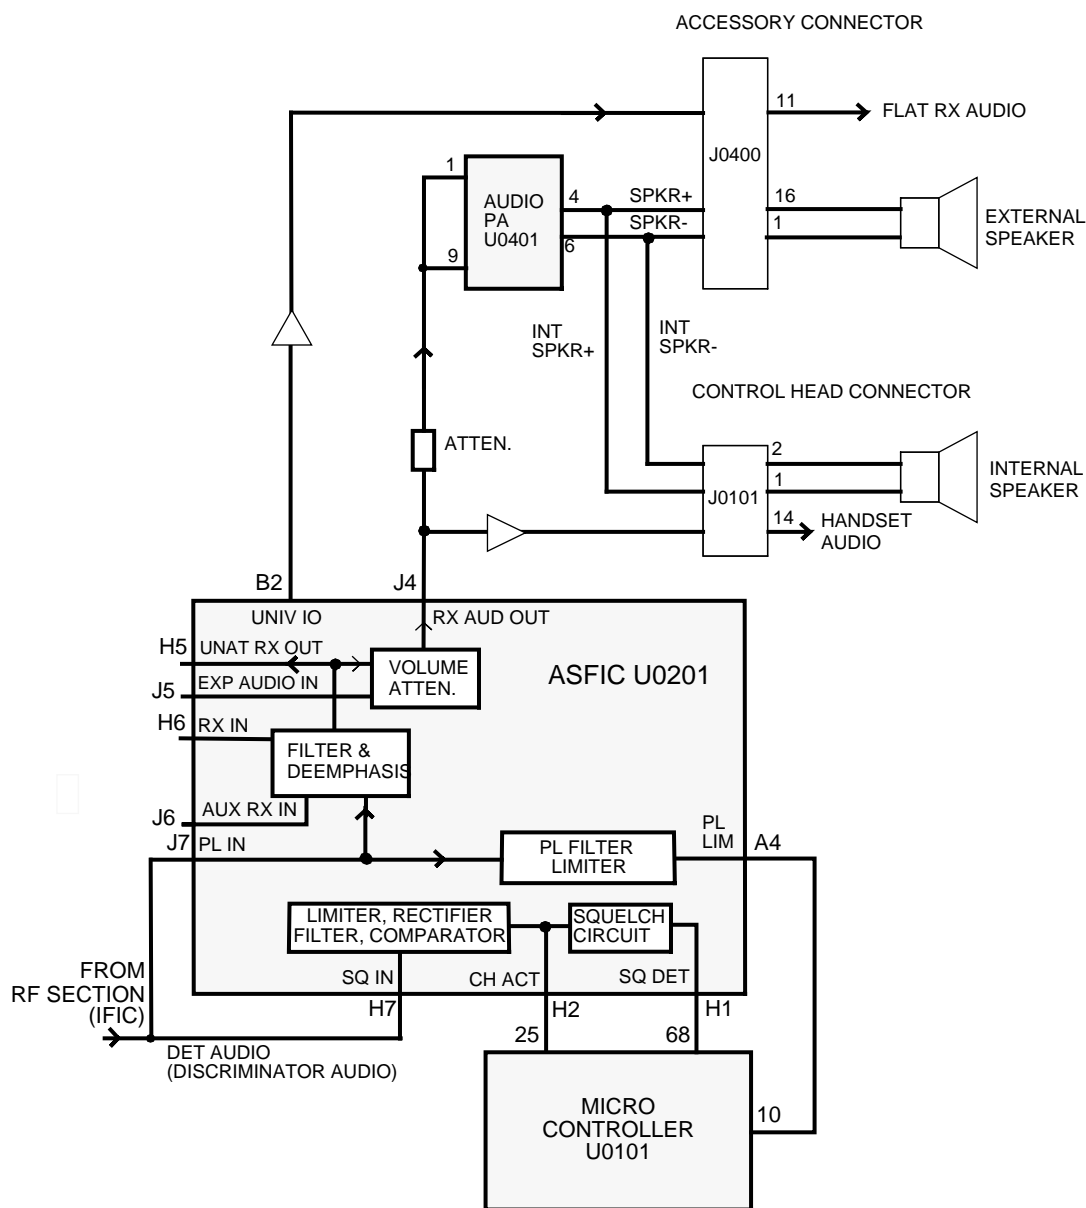 ACCESSORY CONNECTOR
11
FLAT RX AUDIO
J0400
1
AUDIO
PA
U0401
4
SPKR+
16
SPKR-
1
EXTERNAL
SPEAKER
9
6
INT
SPKR+
INT
SPKR-
CONTROL HEAD CONNECTOR
ATTEN.
2
J0101
1
INTERNAL
SPEAKER
14
HANDSET
AUDIO
B2
J4
UNIV IO
RX AUD OUT
H5
UNAT RX OUT
VOLUME
ATTEN.
ASFIC U0201
J5
EXP AUDIO IN
H6
RX IN
FILTER &
DEEMPHASIS
J6
AUX RX IN
J7
PL IN
PL FILTER
LIMITER
PL
LIM
A4
LIMITER, RECTIFIER
FILTER, COMPARATOR
SQUELCH
CIRCUIT
FROM
RF SECTION
(IFIC)
SQ IN
CH ACT
SQ DET
H7
H2
H1
25
68
DET AUDIO
(DISCRIMINATOR AUDIO)
MICRO
CONTROLLER
U0101
10